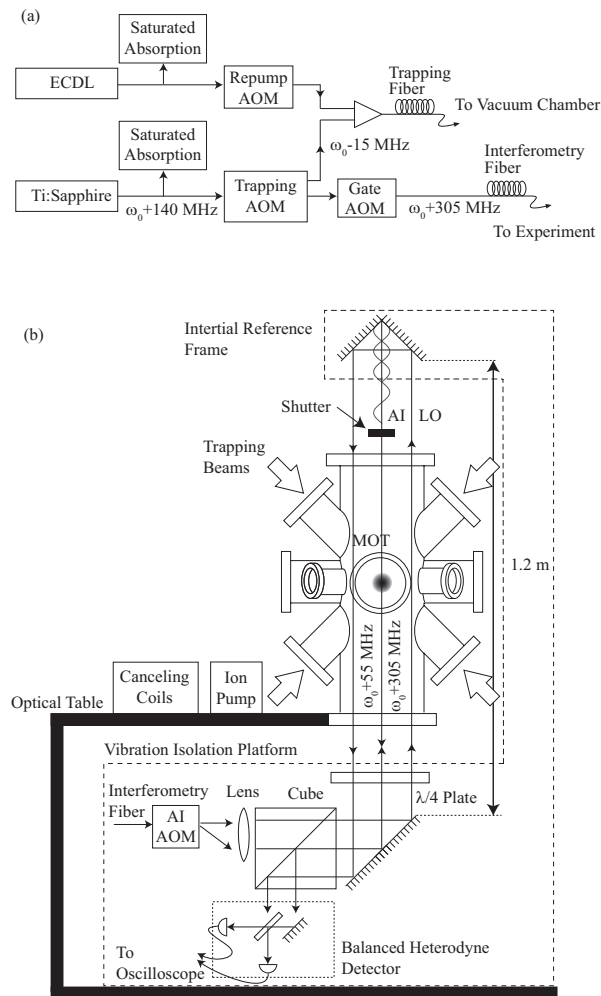 (a)
Saturated
Absorption
ECDL
Repump
AOM
Trapping
Fiber
To Vacuum Chamber
ω₀-15 MHz
Saturated
Absorption
Interferometry
Fiber
Ti:Sapphire
ω₀+140 MHz
Trapping
AOM
Gate
AOM
ω₀+305 MHz
To Experiment
(b)
Intertial Reference
Frame
Shutter
AI
LO
Trapping
Beams
MOT
1.2 m
ω₀+55 MHz
ω₀+305 MHz
Canceling
Coils
Ion
Pump
Optical Table
Vibration Isolation Platform
Interferometry
Fiber
AI
AOM
Lens
Cube
λ/4 Plate
To
Oscilloscope
Balanced Heterodyne
Detector